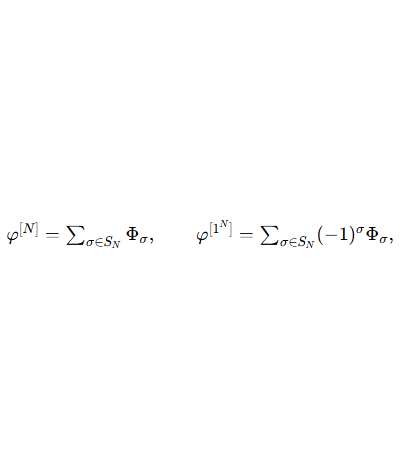 φ^{[N]} = ∑_{σ∈S_N} Φ_σ, φ^{[1^N]} = ∑_{σ∈S_N} (−1)^σ Φ_σ,